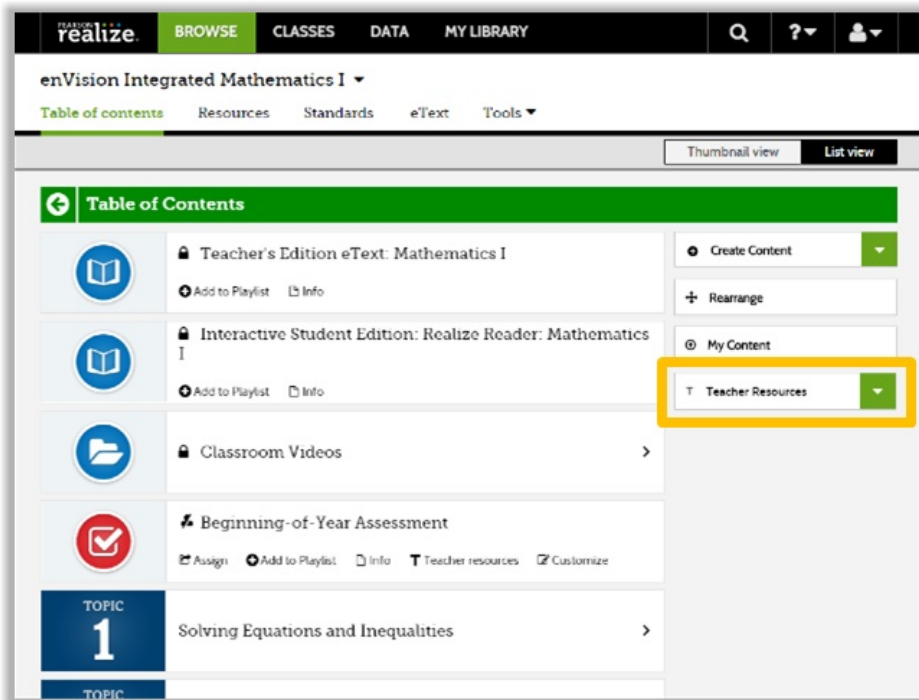 PEARSON
realize.
BROWSE CLASSES DATA MY LIBRARY ?
enVision Integrated Mathematics I
Table of contents Resources Standards eText Tools
Thumbnail view List view
Table of Contents
Teacher's Edition eText: Mathematics I
Add to Playlist Info
Interactive Student Edition: Realize Reader: Mathematics
I
Add to Playlist Info
Classroom Videos
Beginning-of-Year Assessment
Assign Add to Playlist Info T Teacher resources Customize
TOPIC
1
Solving Equations and Inequalities
TOPIC
Create Content
Rearrange
My Content
T Teacher Resources